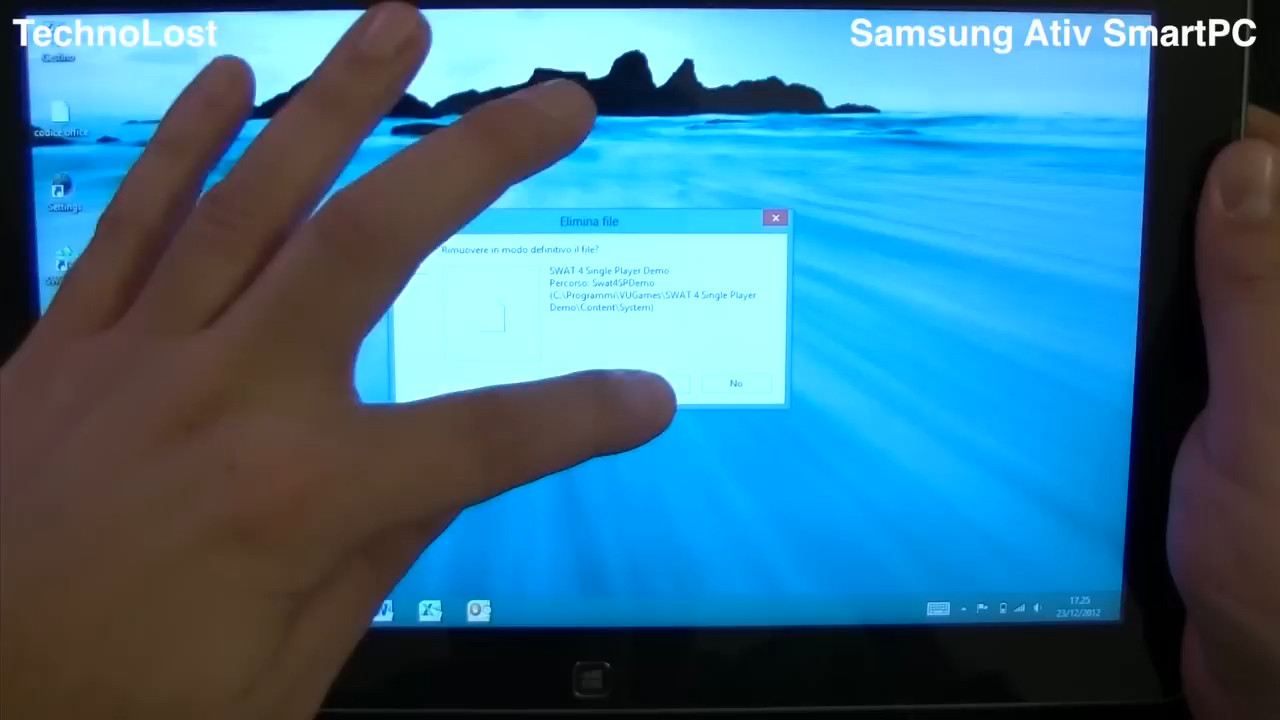 TechnoLost
Samsung Ativ SmartPC
Cestino
codice office
Settings
Elimina file
Rimuovere in modo definitivo il file?
SWAT 4 Single Player Demo
Percorso: Swat4SPDemo
(C:\Programmi\VUGames\SWAT 4 Single Player
Demo\Content\System)
No
17.25
23/12/2012